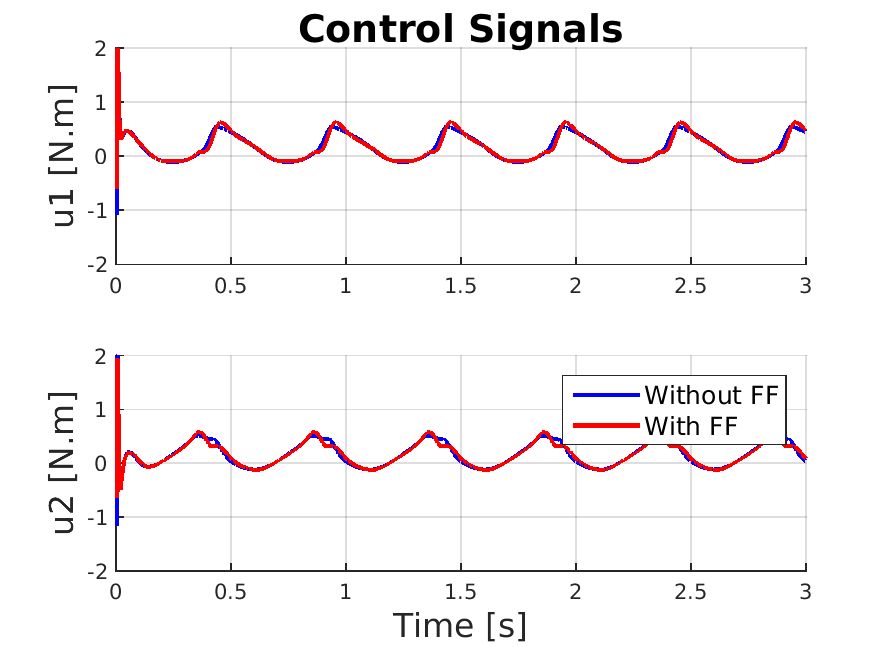 Control Signals
2
1
0
-1
-2
u1 [N.m]
0 0.5 1 1.5 2 2.5 3
2
1
0
-1
-2
u2 [N.m]
Without FF
With FF
0 0.5 1 1.5 2 2.5 3
Time [s]